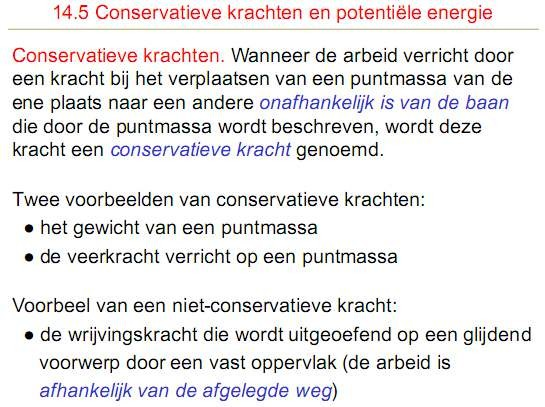 14.5 Conservatieve krachten en potentiële energie
Conservatieve krachten. Wanneer de arbeid verricht door
een kracht bij het verplaatsen van een puntmassa van de
ene plaats naar een andere onafhankelijk is van de baan
die door de puntmassa wordt beschreven, wordt deze
kracht een conservatieve kracht genoemd.
Twee voorbeelden van conservatieve krachten:
● het gewicht van een puntmassa
● de veerkracht verricht op een puntmassa
Voorbeel van een niet-conservatieve kracht:
● de wrijvingskracht die wordt uitgeoefend op een glijdend
voorwerp door een vast oppervlak (de arbeid is
afhankelijk van de afgelegde weg)